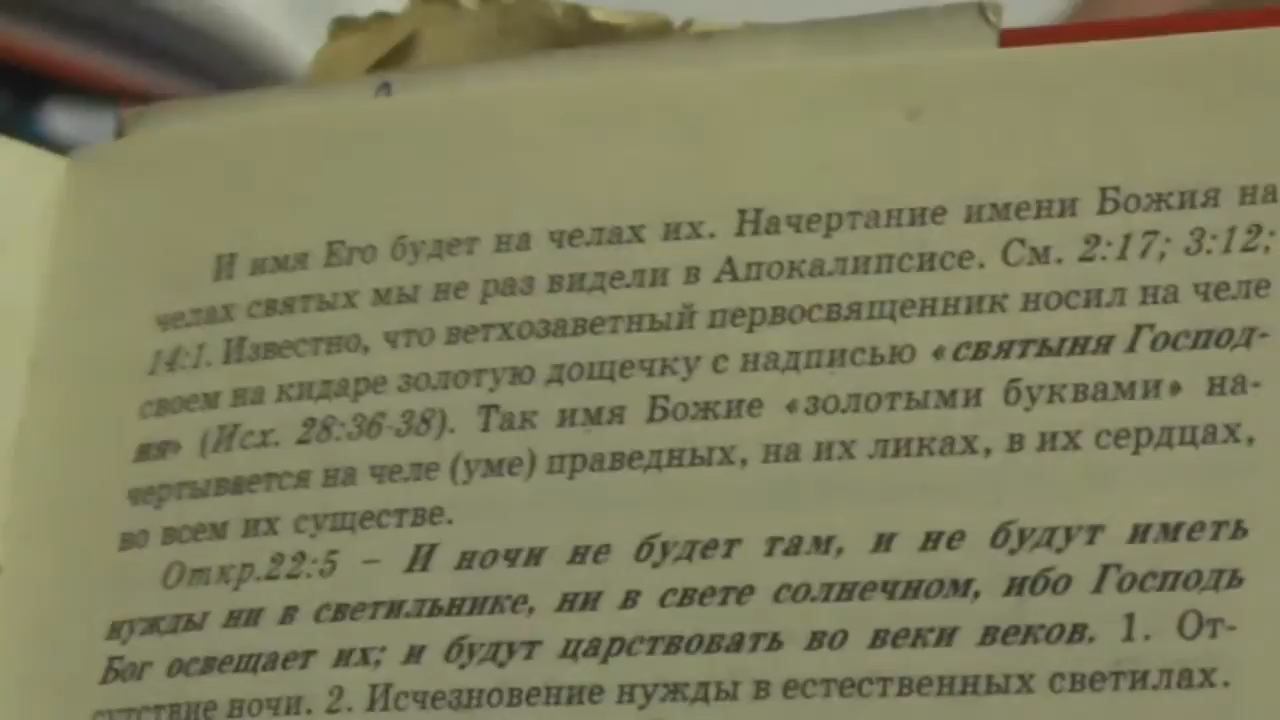 И имя Его будет на челах их. Начертание имени Божия на
челах святых мы не раз видели в Апокалипсисе. См. 2:17; 3:12;
14:1. Известно, что ветхозаветный первосвященник носил на челе
своем на кидаре золотую дощечку с надписью «святыня Господ-
ня» (Исх. 28:36-38). Так имя Божие «золотыми буквами» на-
чертывается на челе (уме) праведных, на их ликах, в их сердцах,
во всем их существе.
Откр.22:5 – И ночи не будет там, и не будут иметь
нужды ни в светильнике, ни в свете солнечном, ибо Господь
Бог освещает их; и будут царствовать во веки веков. 1. От-
сутствие ночи. 2. Исчезновение нужды в естественных светилах.